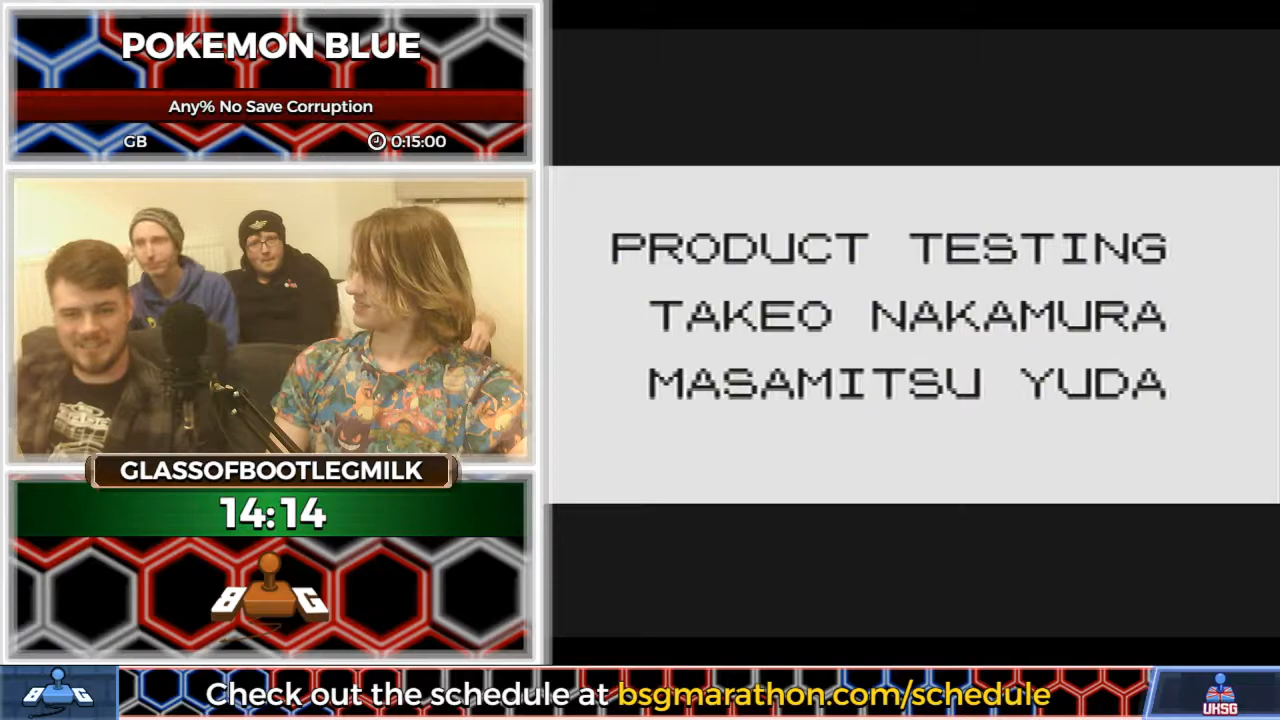 POKEMON BLUE
Any% No Save Corruption
GB
0:15:00
PRODUCT TESTING
TAKEO NAKAMURA
MASAMITSU YUDA
GLASSOFBOOTLEGMILK
14:14
B G
B G
Check out the schedule at bsgmarathon.com/schedule
UKSG